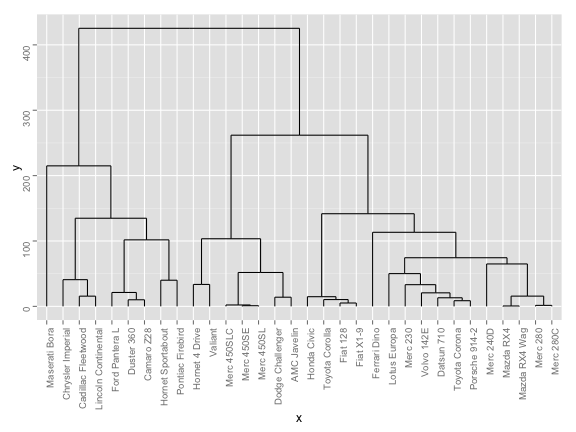 400
300
200
100
0
y
Maserati Bora
Chrysler Imperial
Cadillac Fleetwood
Lincoln Continental
Ford Pantera L
Duster 360
Camaro Z28
Hornet Sportabout
Pontiac Firebird
Hornet 4 Drive
Valiant
Merc 450SLC
Merc 450SE
Merc 450SL
Dodge Challenger
AMC Javelin
Honda Civic
Toyota Corolla
Fiat 128
Fiat X1-9
Ferrari Dino
Lotus Europa
Merc 230
Volvo 142E
Datsun 710
Toyota Corona
Porsche 914-2
Merc 240D
Mazda RX4
Mazda RX4 Wag
Merc 280
Merc 280C
x